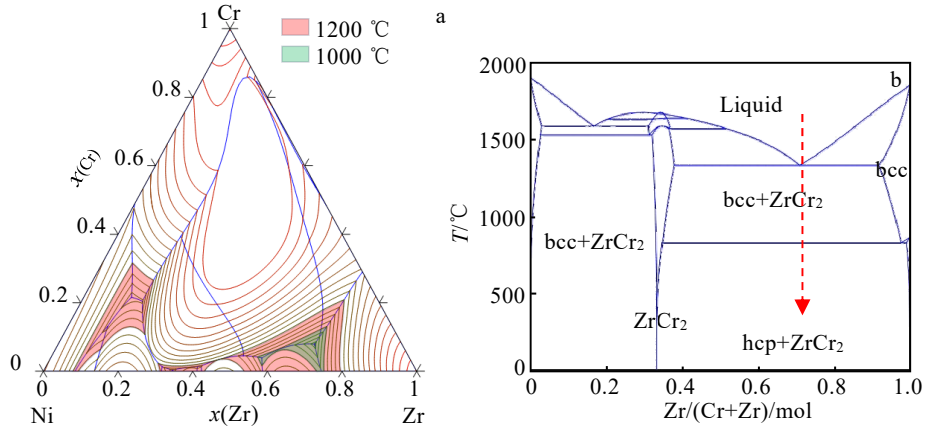 Cr
a
1
1200 ℃
1000 ℃
0.8
0.6
x(Cr)
0.4
0.2
0
0 0.2 0.4 0.6 0.8 1
Ni
x(Zr)
Zr
2000
b
Liquid
1500
bcc
bcc+ZrCr₂
T/℃
1000
bcc+ZrCr₂
500
ZrCr₂
hcp+ZrCr₂
0
0 0.2 0.4 0.6 0.8 1.0
Zr/(Cr+Zr)/mol